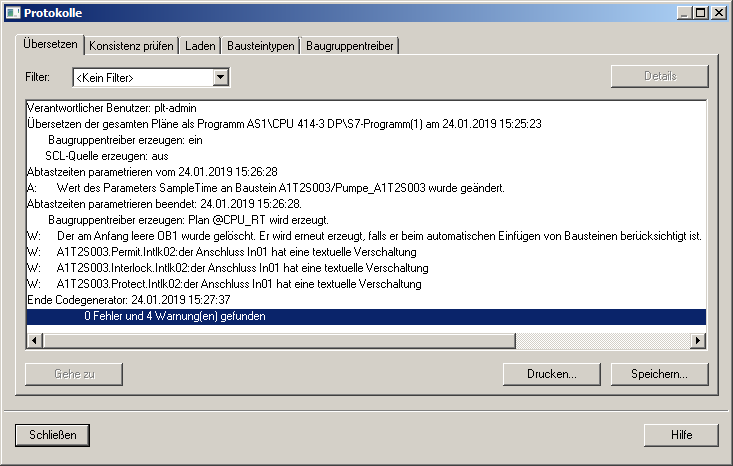 Protokolle
Übersetzen Konsistenz prüfen Laden Bausteintypen Baugruppentreiber
Filter: <Kein Filter> Details
Verantwortlicher Benutzer: plt-admin
Übersetzen der gesamten Pläne als Programm AS1\CPU 414-3 DP\S7-Programm(1) am 24.01.2019 15:25:23
Baugruppentreiber erzeugen: ein
SCL-Quelle erzeugen: aus
Abtastzeiten parametrieren vom 24.01.2019 15:26:28
A: Wert des Parameters SampleTime an Baustein A1T2S003/Pumpe_A1T2S003 wurde geändert.
Abtastzeiten parametrieren beendet: 24.01.2019 15:26:28.
Baugruppentreiber erzeugen: Plan @CPU_RT wird erzeugt.
W: Der am Anfang leere OB1 wurde gelöscht. Er wird erneut erzeugt, falls er beim automatischen Einfügen von Bausteinen berücksichtigt ist.
W: A1T2S003.Permit.Intlk02:der Anschluss In01 hat eine textuelle Verschaltung
W: A1T2S003.Interlock.Intlk02:der Anschluss In01 hat eine textuelle Verschaltung
W: A1T2S003.Protect.Intlk02:der Anschluss In01 hat eine textuelle Verschaltung
Ende Codegenerator: 24.01.2019 15:27:37
0 Fehler und 4 Warnung(en) gefunden
Gehe zu Drucken... Speichern...
Schließen Hilfe